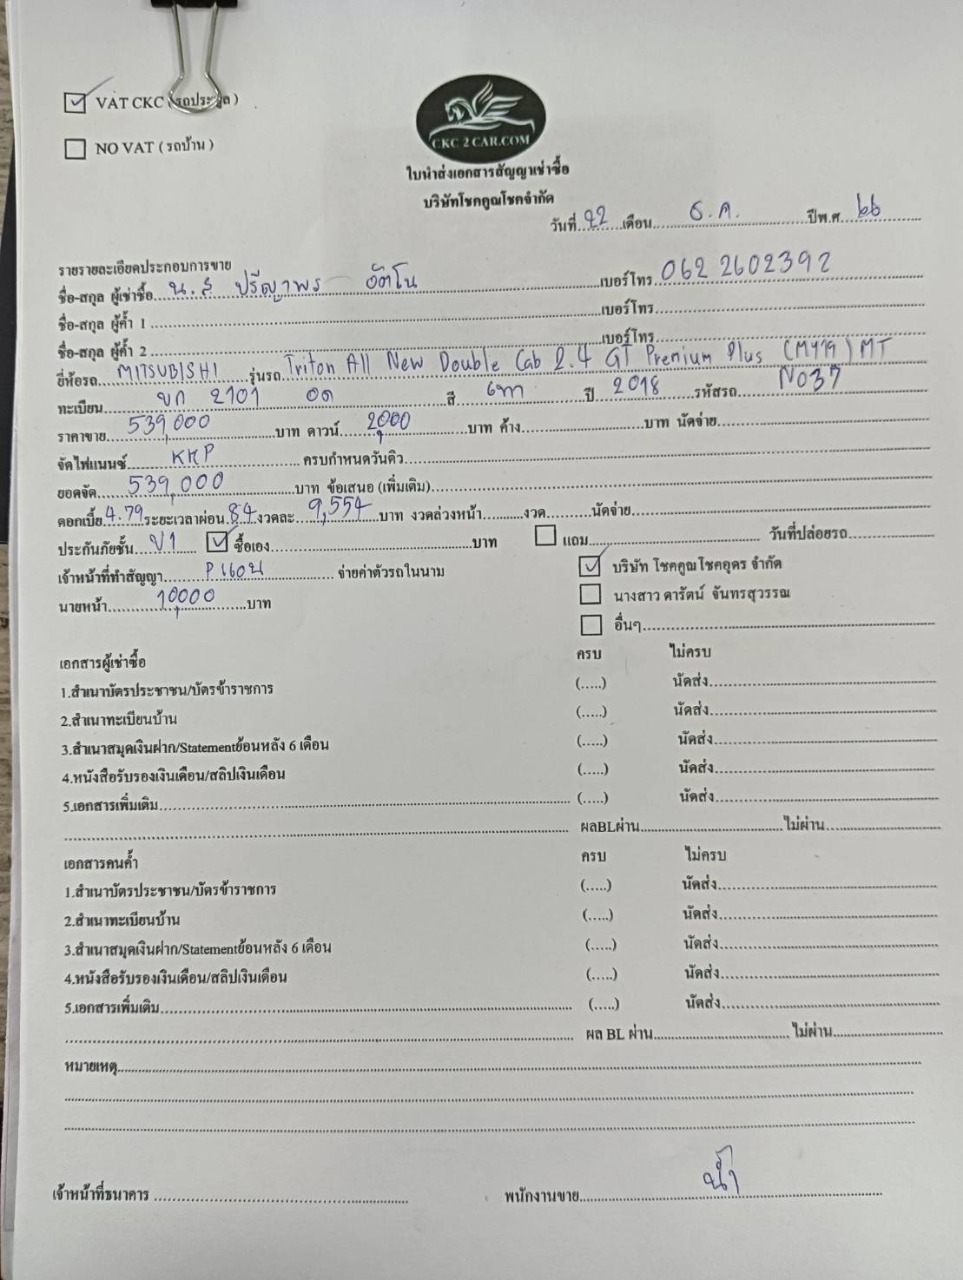 VAT CKC (รถประมูล)
NO VAT (รถบ้าน)
CKC 2 CAR.COM
ใบนำส่งเอกสารสัญญาเช่าซื้อ
บริษัทโชคคูณโชคจำกัด
วันที่ 22 เดือน ธ.ค. ปีพ.ศ. 66
รายรายละเอียดประกอบการขาย
ชื่อ-สกุล ผู้เช่าซื้อ น.ส ปรีญาพร อัตโน เบอร์โทร 062 2602392
ชื่อ-สกุล ผู้ค้ำ 1 เบอร์โทร
ชื่อ-สกุล ผู้ค้ำ 2 เบอร์โทร
ยี่ห้อรถ MITSUBISHI รุ่นรถ Triton All New Double Cab 2.4 GT Premium Plus (MY19) MT
ทะเบียน 2101 อด สี เทา ปี 2018 รหัสรถ N037
ราคาขาย 539,000 บาท ดาวน์ 2,000 บาท ค้าง บาท นัดจ่าย
จัดไฟแนนซ์ KKP ครบกำหนดวันคิว
ยอดจัด 539,000 บาท ข้อเสนอ (เพิ่มเติม)
ดอกเบี้ย 4.79 ระยะเวลาผ่อน 84 งวดละ 9,554 บาท งวดล่วงหน้า งวด นัดจ่าย
ประกันภัยชั้น ป1 ซื้อเอง บาท แถม วันที่ปล่อยรถ
เจ้าหน้าที่ทำสัญญา จ่ายค่าตัวรถในนาม บริษัท โชคคูณโชคอุดร จำกัด
นายหน้า 10,000 บาท นางสาว ดารัตน์ จันทรสุวรรณ
อื่นๆ
เอกสารผู้เช่าซื้อ ครบ ไม่ครบ
1.สำเนาบัตรประชาชน/บัตรข้าราชการ (.....) นัดส่ง
2.สำเนาทะเบียนบ้าน (.....) นัดส่ง
3.สำเนาสมุดเงินฝาก/Statementย้อนหลัง 6 เดือน (.....) นัดส่ง
4.หนังสือรับรองเงินเดือน/สลิปเงินเดือน (.....) นัดส่ง
5.เอกสารเพิ่มเติม (.....) นัดส่ง
ผลBLผ่าน ไม่ผ่าน
เอกสารคนค้ำ ครบ ไม่ครบ
1.สำเนาบัตรประชาชน/บัตรข้าราชการ (.....) นัดส่ง
2.สำเนาทะเบียนบ้าน (.....) นัดส่ง
3.สำเนาสมุดเงินฝาก/Statementย้อนหลัง 6 เดือน (.....) นัดส่ง
4.หนังสือรับรองเงินเดือน/สลิปเงินเดือน (.....) นัดส่ง
5.เอกสารเพิ่มเติม (.....) นัดส่ง
ผล BL ผ่าน ไม่ผ่าน
หมายเหตุ
เจ้าหน้าที่ธนาคาร พนักงานขาย น้ำ